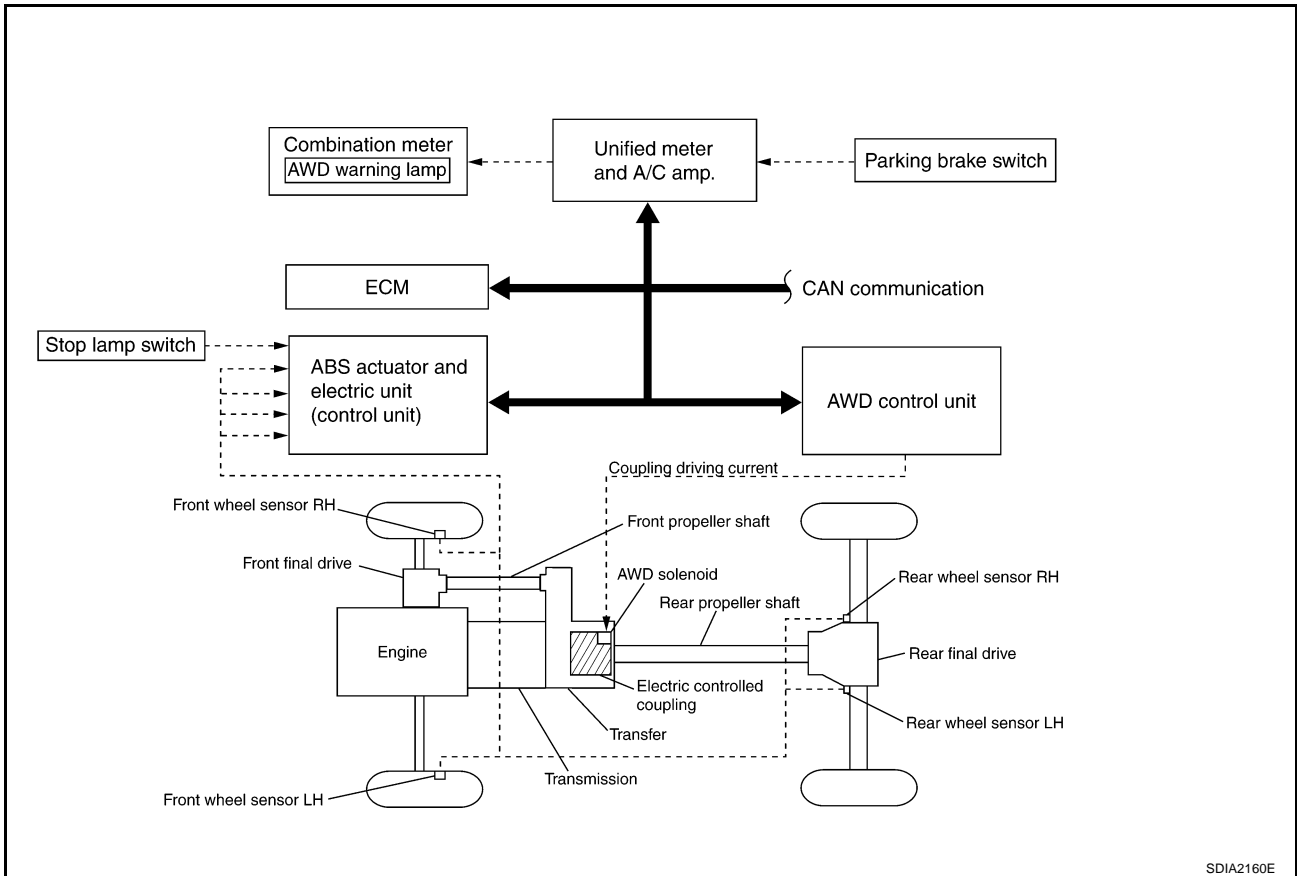 Combination meter
AWD warning lamp
Unified meter
and A/C amp.
Parking brake switch
ECM
CAN communication
Stop lamp switch
ABS actuator and
electric unit
(control unit)
AWD control unit
Coupling driving current
Front wheel sensor RH
Front propeller shaft
Front final drive
AWD solenoid
Rear wheel sensor RH
Rear propeller shaft
Engine
Rear final drive
Electric controlled
coupling
Rear wheel sensor LH
Transfer
Transmission
Front wheel sensor LH
SDIA2160E